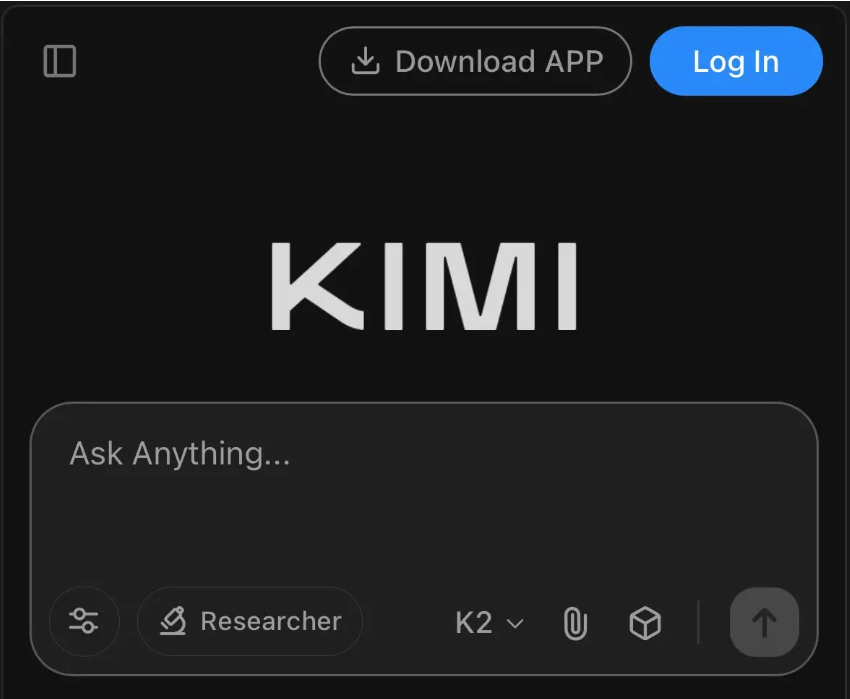 Download APP
Log In
KIMI
Ask Anything...
Researcher
K2